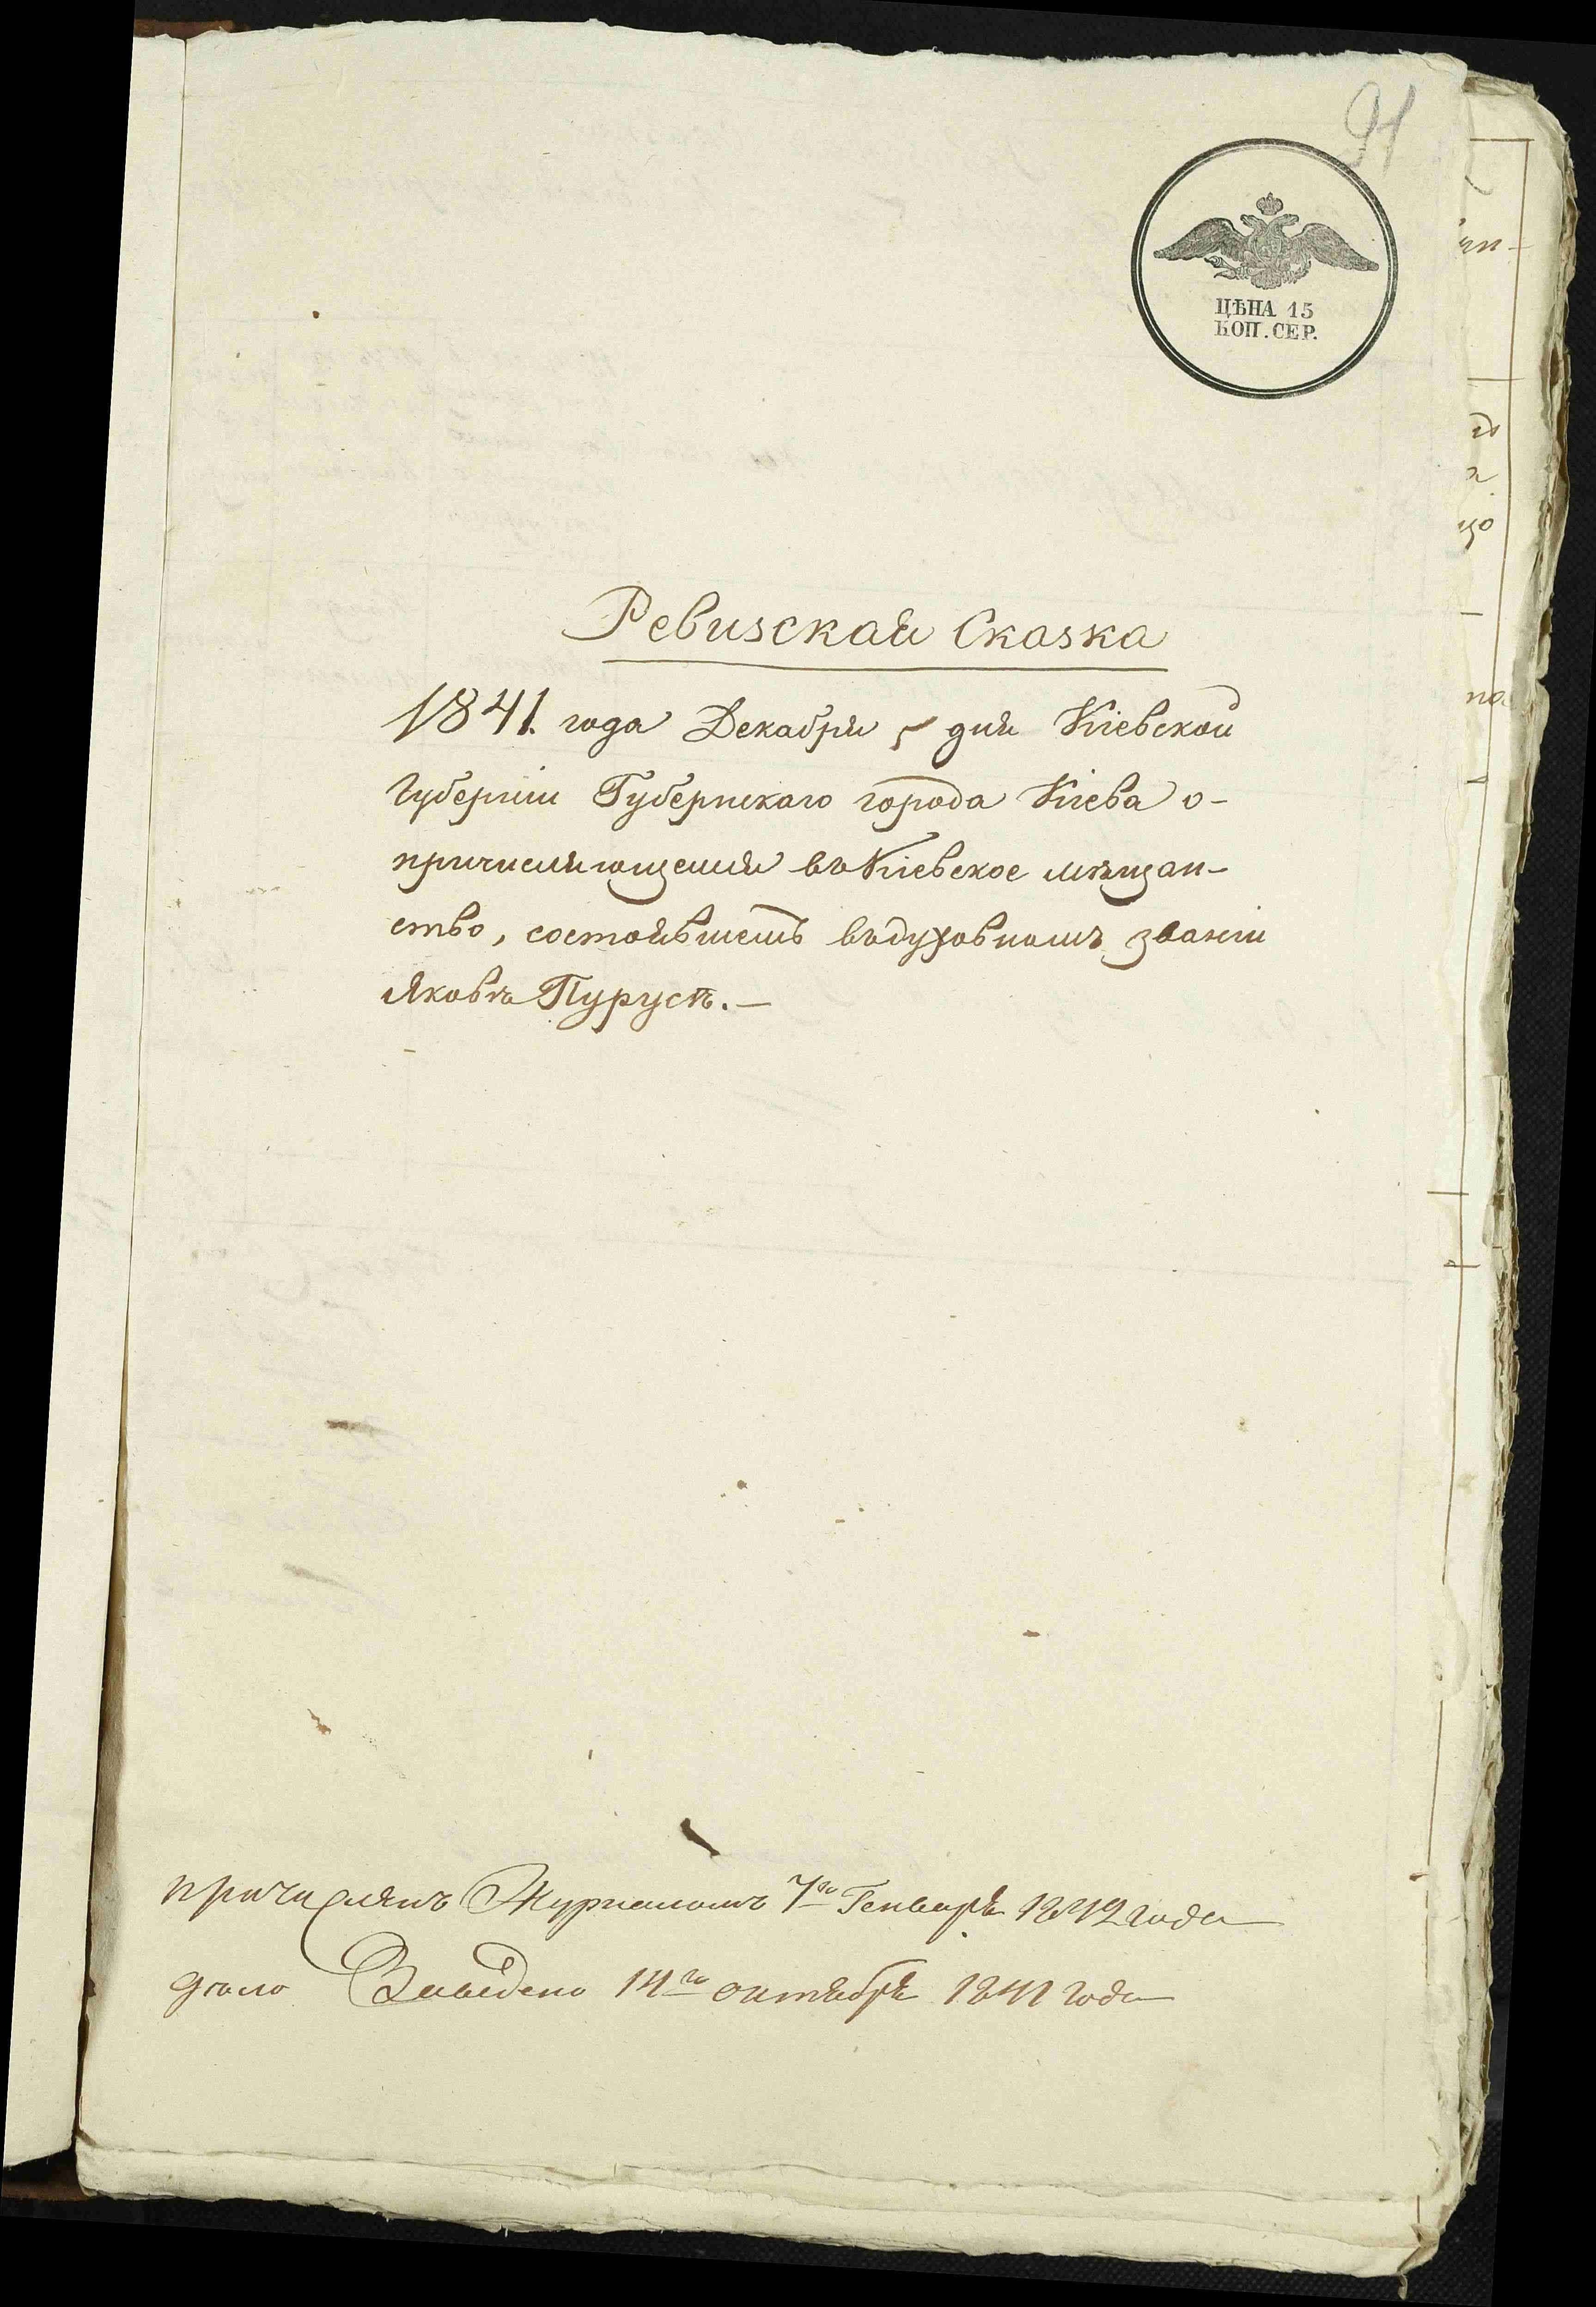 91
ЦѢНА 15
КОП. СЕР.
Ревизская Сказка
1841. года Декабря 5 дня Кіевской
Губерніи Губернскаго города Кіева о-
причисляющемся въ Кіевское мѣщан-
ство, состоявшемъ въ духовномъ званіи
Яковѣ Пурусѣ.—
причисленъ Журналомъ 7го Генваря 1842 года
дѣло Заведено 14го октября 1841 года